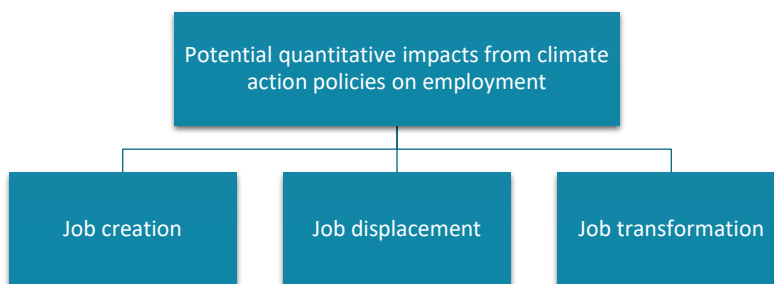 Potential quantitative impacts from climate
action policies on employment
Job creation
Job displacement
Job transformation